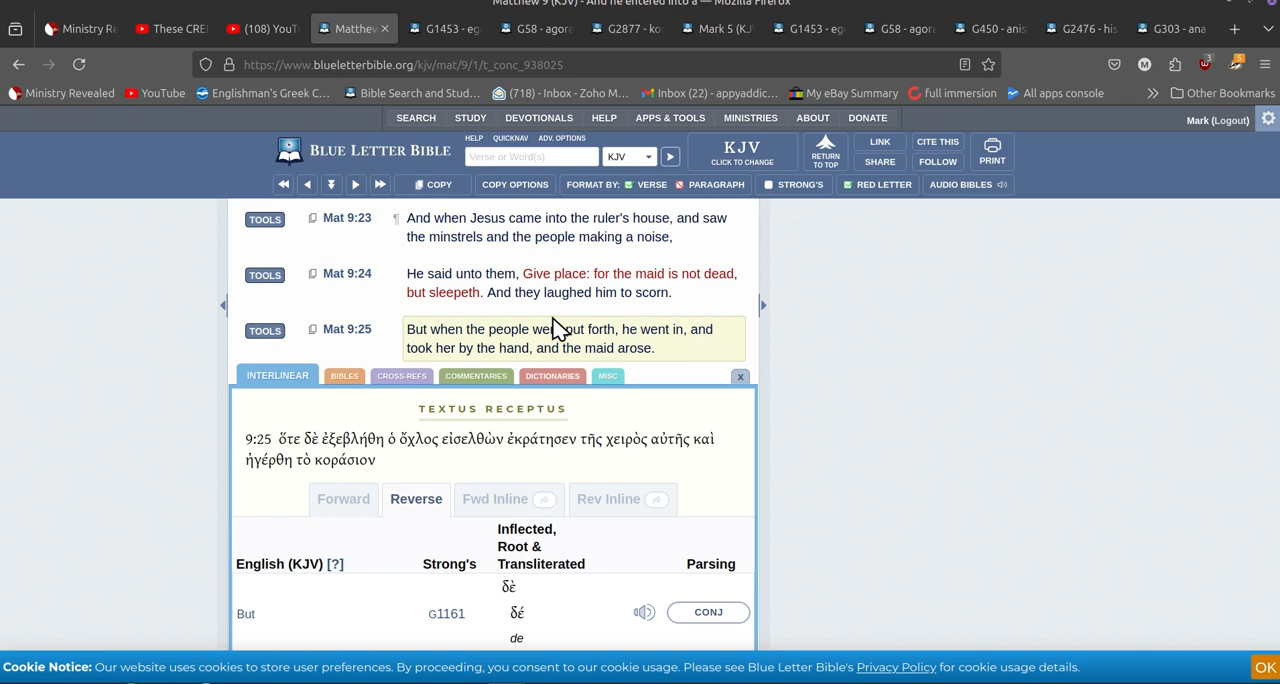 Matthew 9 (KJV) - And he entered into a — Mozilla Firefox
Ministry Re
These CRE
(108) YouT
Matthew
G1453 - eg
G58 - agora
G2877 - ko
Mark 5 (KJ
G1453 - eg
G58 - agora
G450 - anis
G2476 - his
G303 - ana
https://www.blueletterbible.org/kjv/mat/9/1/t_conc_938025
M
3
5
Ministry Revealed
YouTube
Englishman's Greek C…
Bible Search and Stud…
(718) - Inbox - Zoho M…
Inbox (22) - appyaddic…
My eBay Summary
full immersion
All apps console
Other Bookmarks
SEARCH STUDY DEVOTIONALS HELP APPS & TOOLS MINISTRIES ABOUT DONATE
Mark (Logout)
BLUE LETTER BIBLE
HELP QUICKNAV ADV. OPTIONS
Verse or Word(s)
KJV
KJV
CLICK TO CHANGE
RETURN
TO TOP
LINK
CITE THIS
SHARE
FOLLOW
PRINT
COPY
COPY OPTIONS
FORMAT BY: VERSE PARAGRAPH
STRONG'S
RED LETTER
AUDIO BIBLES
TOOLS Mat 9:23 ¶ And when Jesus came into the ruler's house, and saw
the minstrels and the people making a noise,
TOOLS Mat 9:24 He said unto them, Give place: for the maid is not dead,
but sleepeth. And they laughed him to scorn.
TOOLS Mat 9:25 But when the people were put forth, he went in, and
took her by the hand, and the maid arose.
INTERLINEAR BIBLES CROSS-REFS COMMENTARIES DICTIONARIES MISC x
TEXTUS RECEPTUS
9:25 ὅτε δὲ ἐξεβλήθη ὁ ὄχλος εἰσελθὼν ἐκράτησεν τῆς χειρὸς αὐτῆς καὶ
ἠγέρθη τὸ κοράσιον
Forward Reverse Fwd Inline Rev Inline
English (KJV) [?]
Strong's
Inflected,
Root &
Transliterated
Parsing
But
G1161
δὲ
δέ
de
CONJ
Cookie Notice: Our website uses cookies to store user preferences. By proceeding, you consent to our cookie usage. Please see Blue Letter Bible's Privacy Policy for cookie usage details.
OK